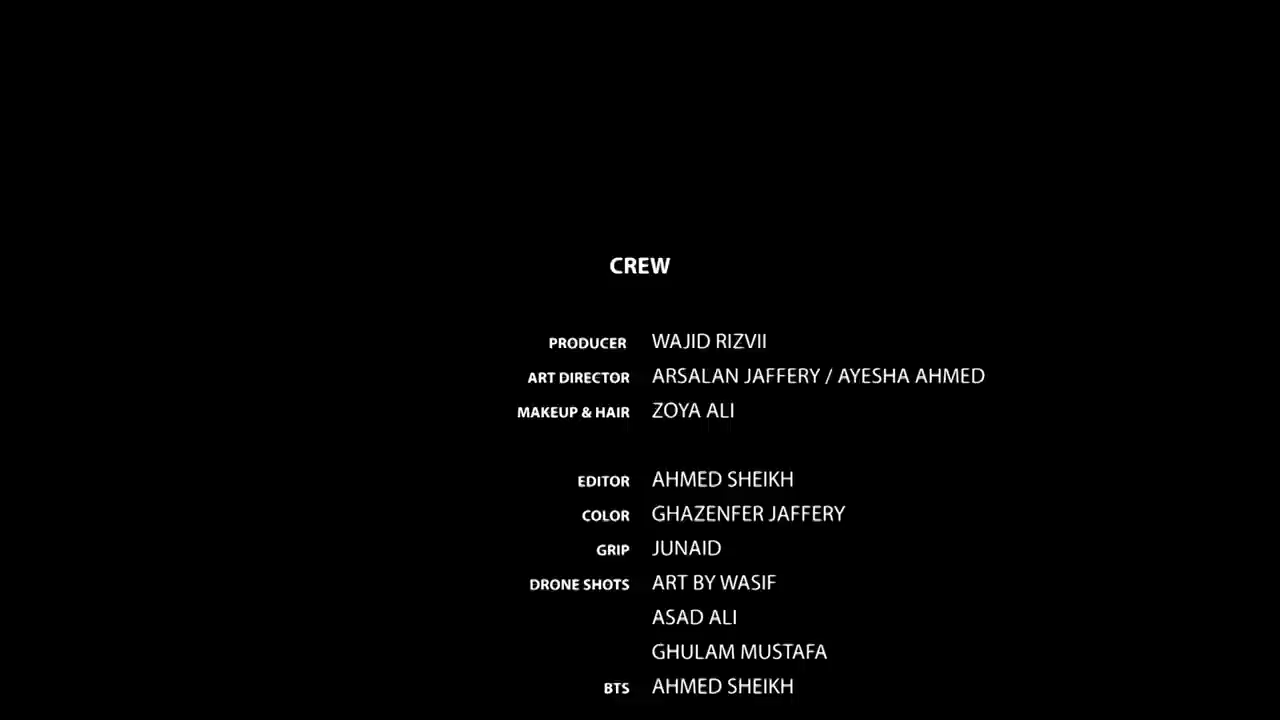 CREW
PRODUCER WAJID RIZVII
ART DIRECTOR ARSALAN JAFFERY / AYESHA AHMED
MAKEUP & HAIR ZOYA ALI
EDITOR AHMED SHEIKH
COLOR GHAZENFER JAFFERY
GRIP JUNAID
DRONE SHOTS ART BY WASIF
ASAD ALI
GHULAM MUSTAFA
BTS AHMED SHEIKH